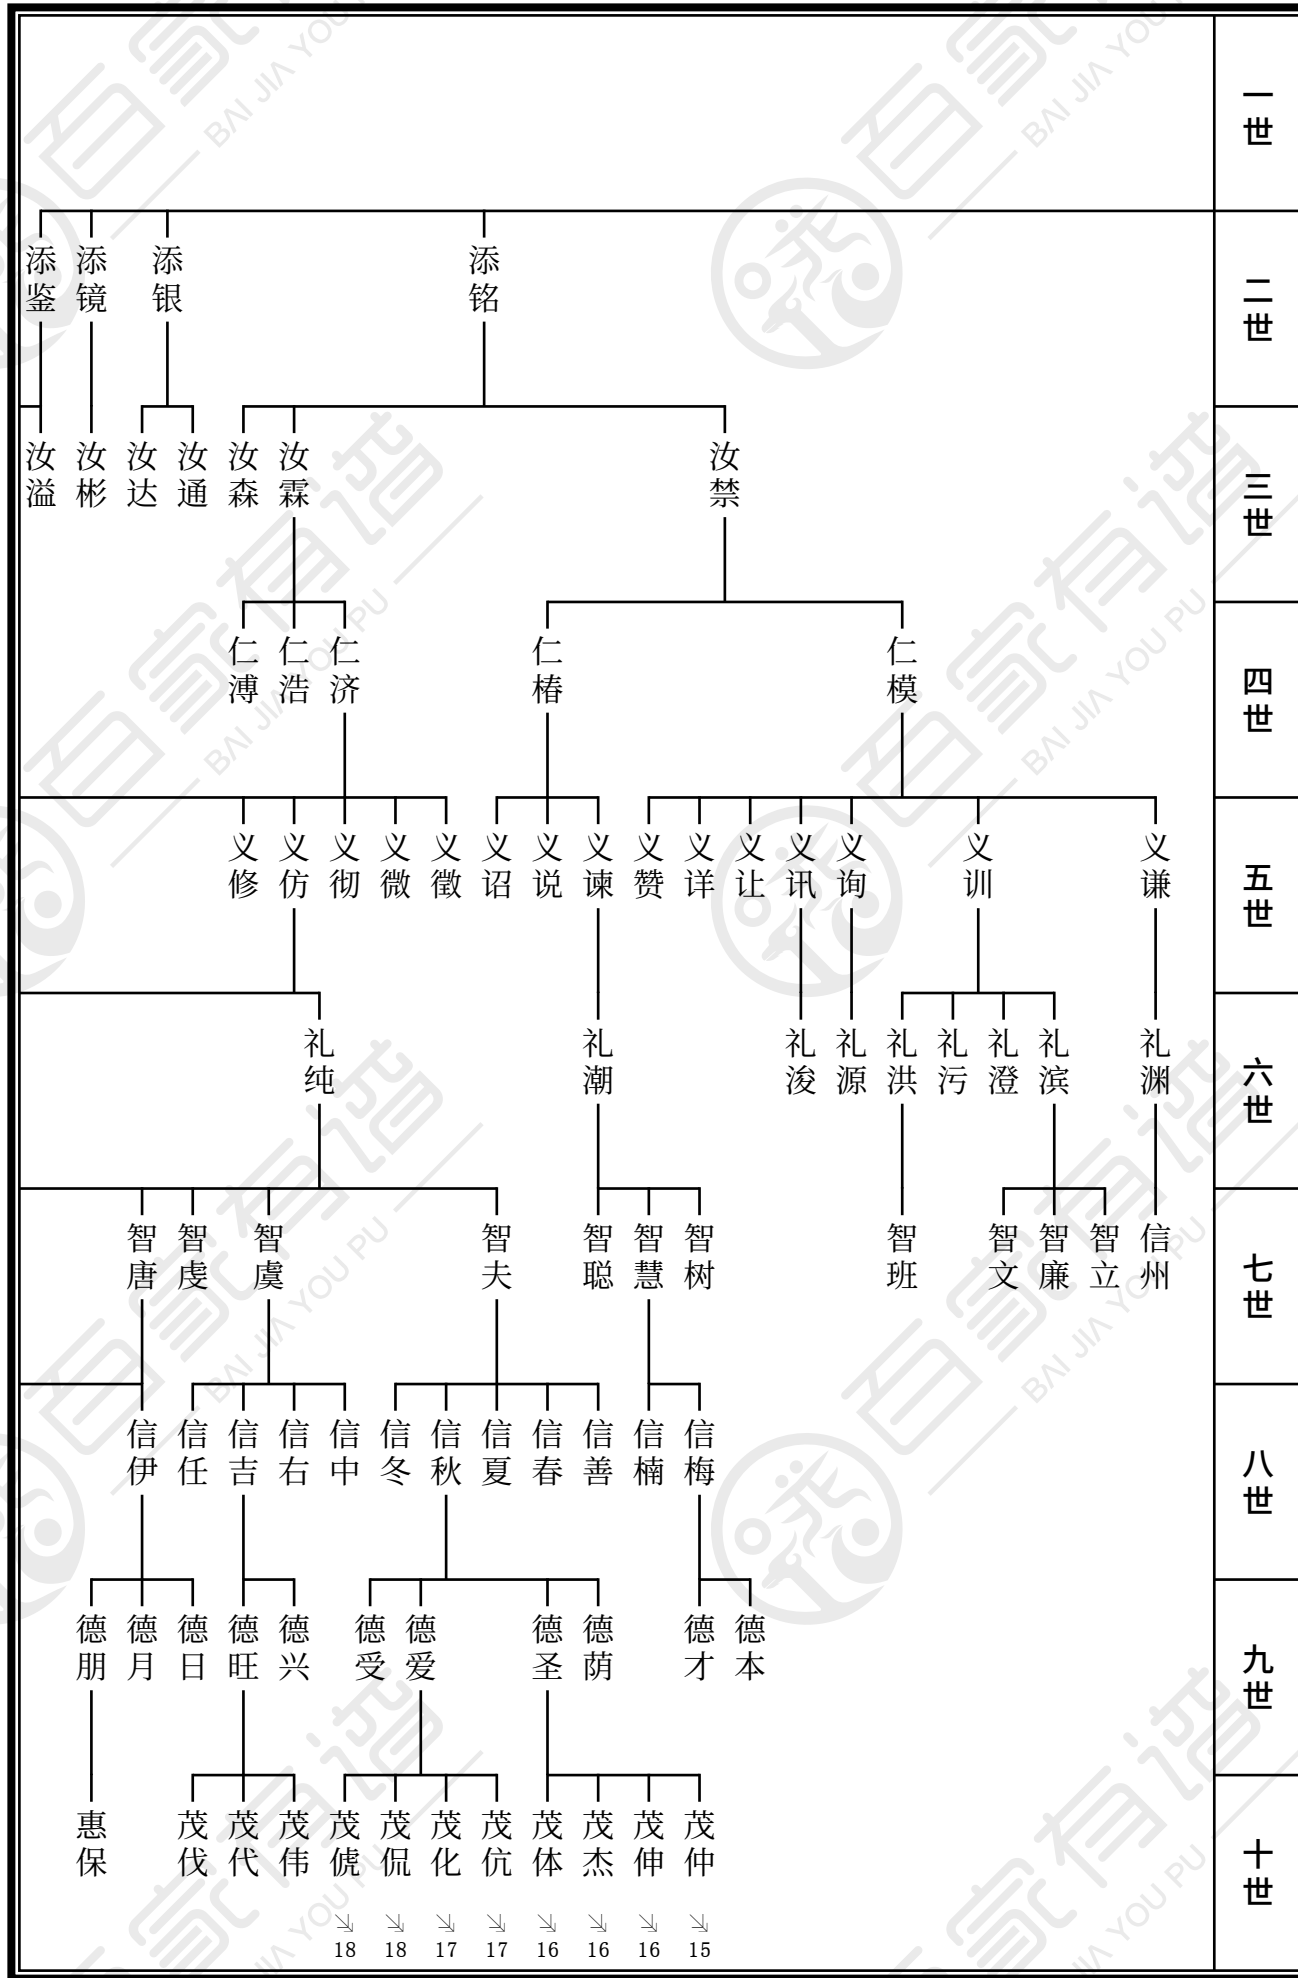 一世
二世
添铭
添银
添镜
添鉴
三世
汝禁
汝霖
汝森
汝通
汝达
汝彬
汝溢
四世
仁模
仁椿
仁济
仁浩
仁溥
五世
义谦
义训
义询
义讯
义让
义详
义赞
义谏
义说
义诏
义徵
义微
义彻
义仿
义修
六世
礼渊
礼滨
礼澄
礼污
礼洪
礼源
礼浚
礼潮
礼纯
七世
信州
智立
智廉
智文
智班
智树
智慧
智聪
智夫
智虞
智虔
智唐
八世
信梅
信楠
信善
信春
信夏
信秋
信冬
信中
信右
信吉
信任
信伊
九世
德本
德才
德荫
德圣
德爱
德受
德兴
德旺
德日
德月
德朋
十世
茂仲
15
茂伸
16
茂杰
16
茂体
16
茂伉
17
茂化
17
茂侃
18
茂俿
18
茂伟
茂代
茂伐
惠保
百家有谱
BAI JIA YOU PU